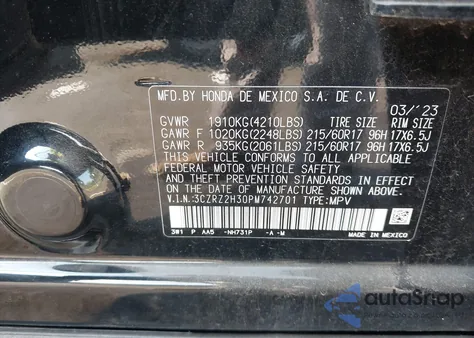 MFD.BY HONDA DE MEXICO S.A. DE C.V.
03/'23
GVWR 1910KG(4210LBS) TIRE SIZE RIM SIZE
GAWR F 1020KG(2248LBS) 215/60R17 96H 17X6.5J
GAWR R 935KG(2061LBS) 215/60R17 96H 17X6.5J
THIS VEHICLE CONFORMS TO ALL APPLICABLE
FEDERAL MOTOR VEHICLE SAFETY
AND THEFT PREVENTION STANDARDS IN EFFECT
ON THE DATE OF MANUFACTURE SHOWN ABOVE.
V.I.N.:3CZRZ2H30PM742701 TYPE:MPV
MADE IN
MEXICO
3W1 P AA5 -NH731P -A -M
autoSnap